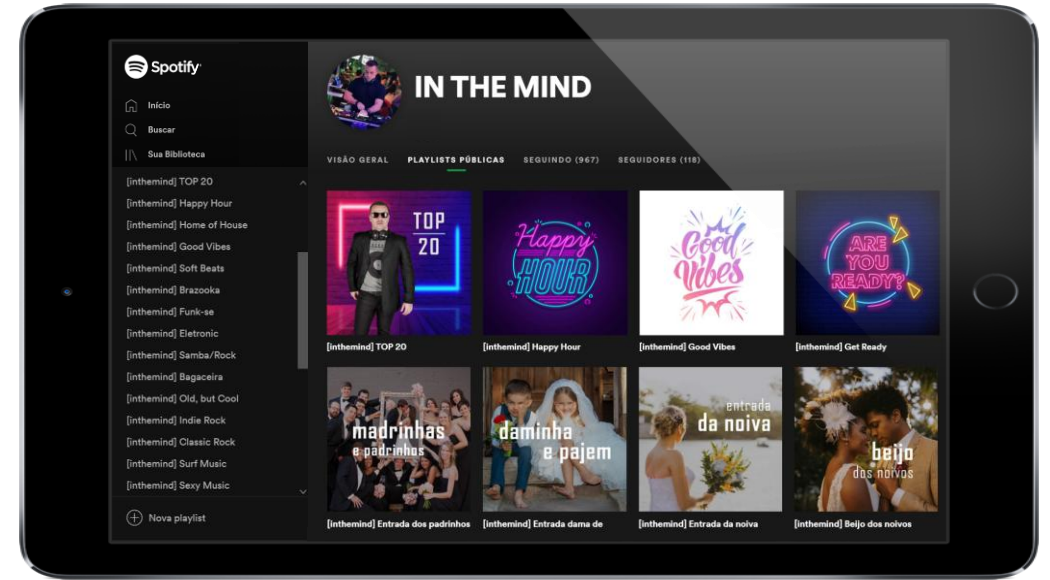 Spotify
Início
Buscar
Sua Biblioteca
[inthemind] TOP 20
[inthemind] Happy Hour
[inthemind] Home of House
[inthemind] Good Vibes
[inthemind] Soft Beats
[inthemind] Brazooka
[inthemind] Funk-se
[inthemind] Eletronic
[inthemind] Samba/Rock
[inthemind] Bagaceira
[inthemind] Old, but Cool
[inthemind] Indie Rock
[inthemind] Classic Rock
[inthemind] Surf Music
[inthemind] Sexy Music
Nova playlist
IN THE MIND
VISÃO GERAL PLAYLISTS PÚBLICAS SEGUINDO (967) SEGUIDORES (118)
TOP
20
Happy
HOUR
Good
Vibes
ARE
YOU
READY?
[inthemind] TOP 20
[inthemind] Happy Hour
[inthemind] Good Vibes
[inthemind] Get Ready
madrinhas
e padrinhos
daminha
e pajem
entrada
da noiva
beijo
dos noivos
[inthemind] Entrada dos padrinhos
[inthemind] Entrada dama de
[inthemind] Entrada da noiva
[inthemind] Beijo dos noivos